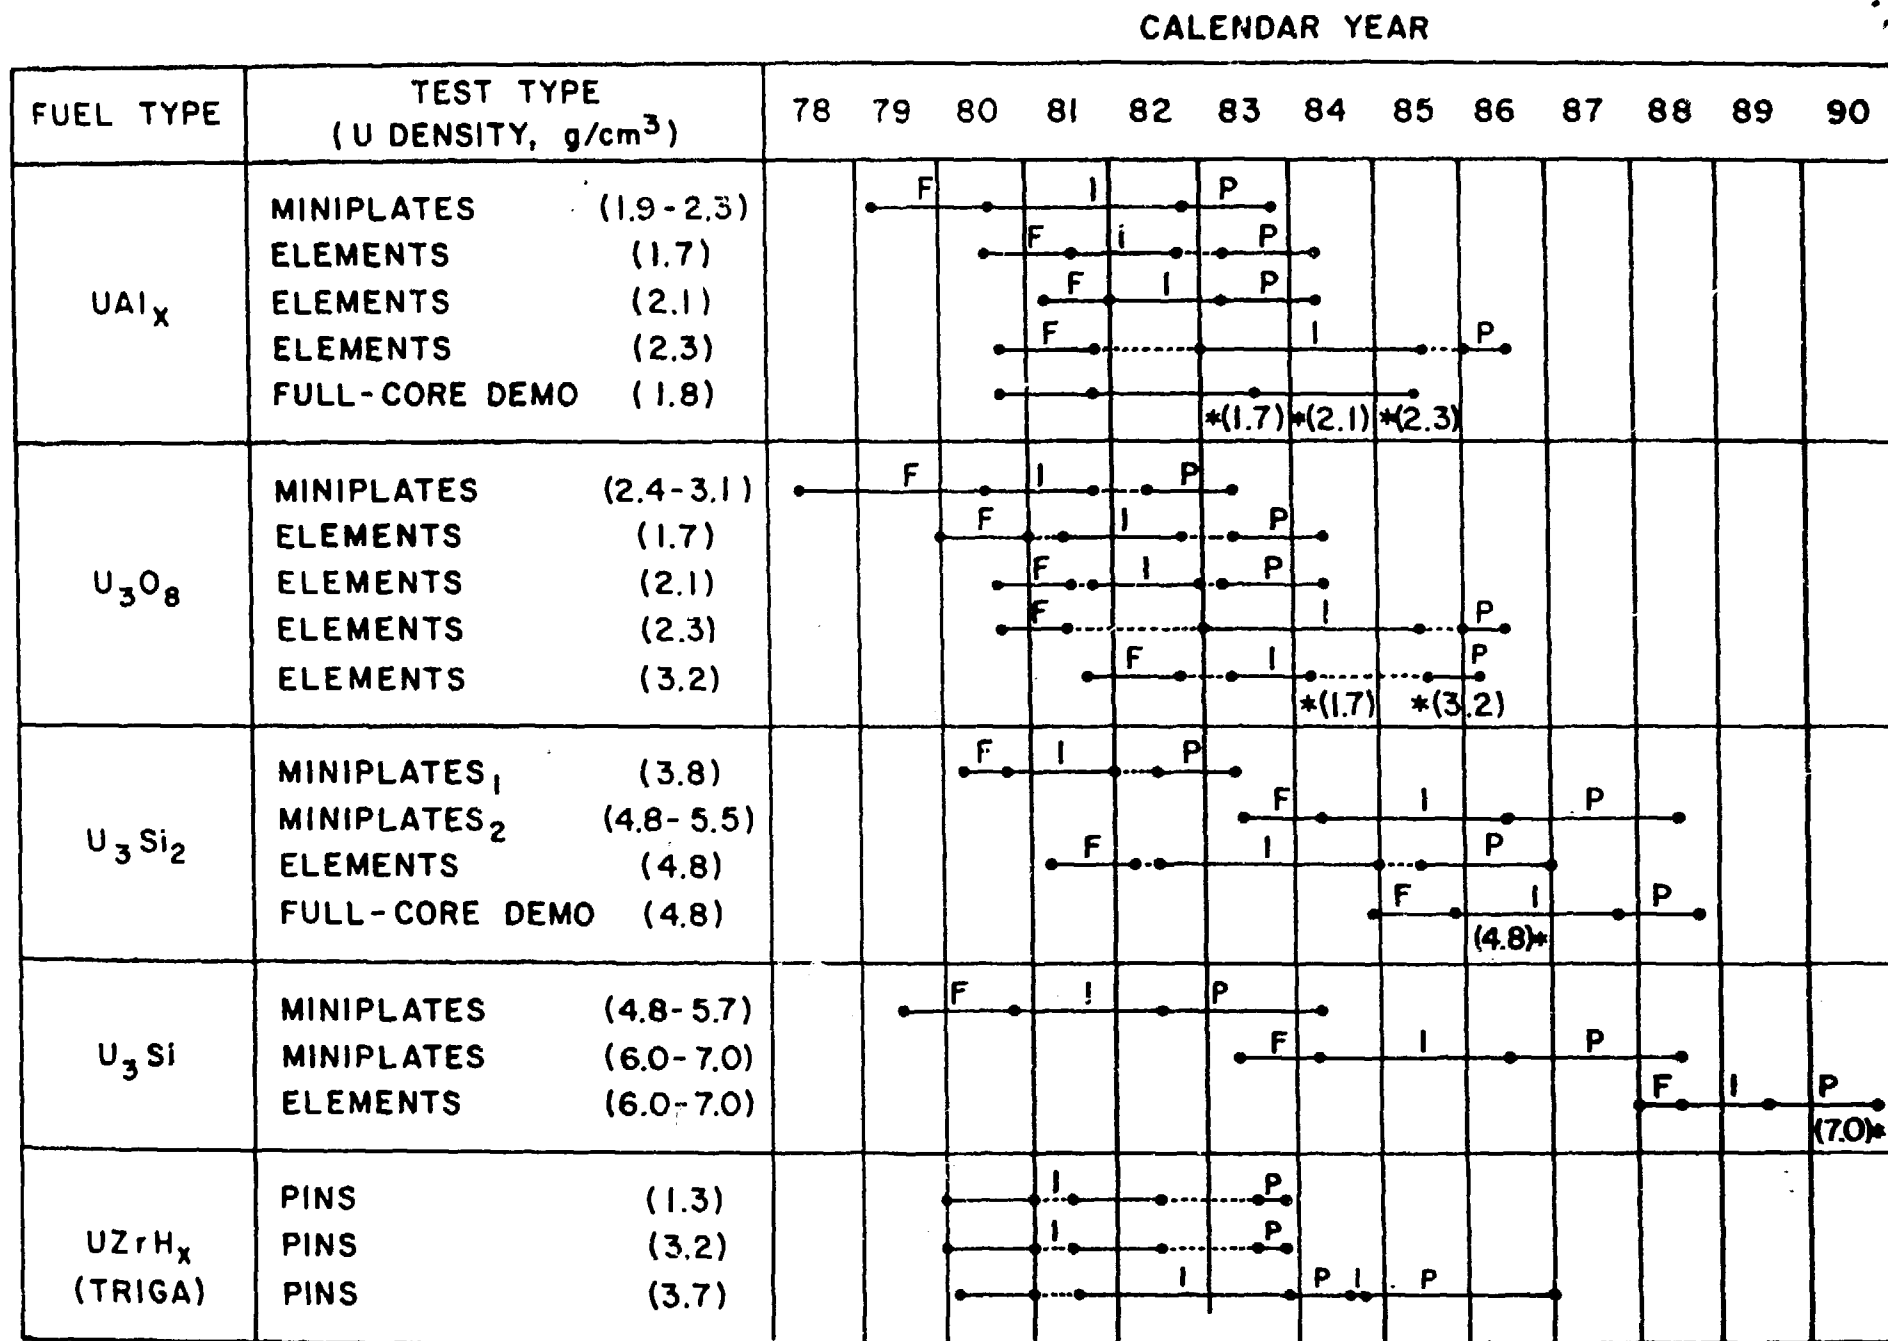 CALENDAR YEAR
FUEL TYPE TEST TYPE (U DENSITY, g/cm³) 78 79 80 81 82 83 84 85 86 87 88 89 90
F I P
MINIPLATES (1.9-2.3)
F i P
ELEMENTS (1.7)
F I P
UAl<sub>x</sub> ELEMENTS (2.1)
F I P
ELEMENTS (2.3)
FULL-CORE DEMO (1.8)
*(1.7) *(2.1) *(2.3)
F I P
MINIPLATES (2.4-3.1)
F I P
ELEMENTS (1.7)
F I P
U₃O₈ ELEMENTS (2.1)
F I P
ELEMENTS (2.3)
F I P
ELEMENTS (3.2)
*(1.7) *(3.2)
F I P
MINIPLATES₁ (3.8)
F I P
MINIPLATES₂ (4.8-5.5)
U₃Si₂
F I P
ELEMENTS (4.8)
F I P
FULL-CORE DEMO (4.8)
(4.8)*
F I P
MINIPLATES (4.8-5.7)
F I P
U₃Si MINIPLATES (6.0-7.0)
F I P
ELEMENTS (6.0-7.0)
(7.0)*
I P
PINS (1.3)
I P
UZrH<sub>x</sub> PINS (3.2)
I P I P
(TRIGA) PINS (3.7)